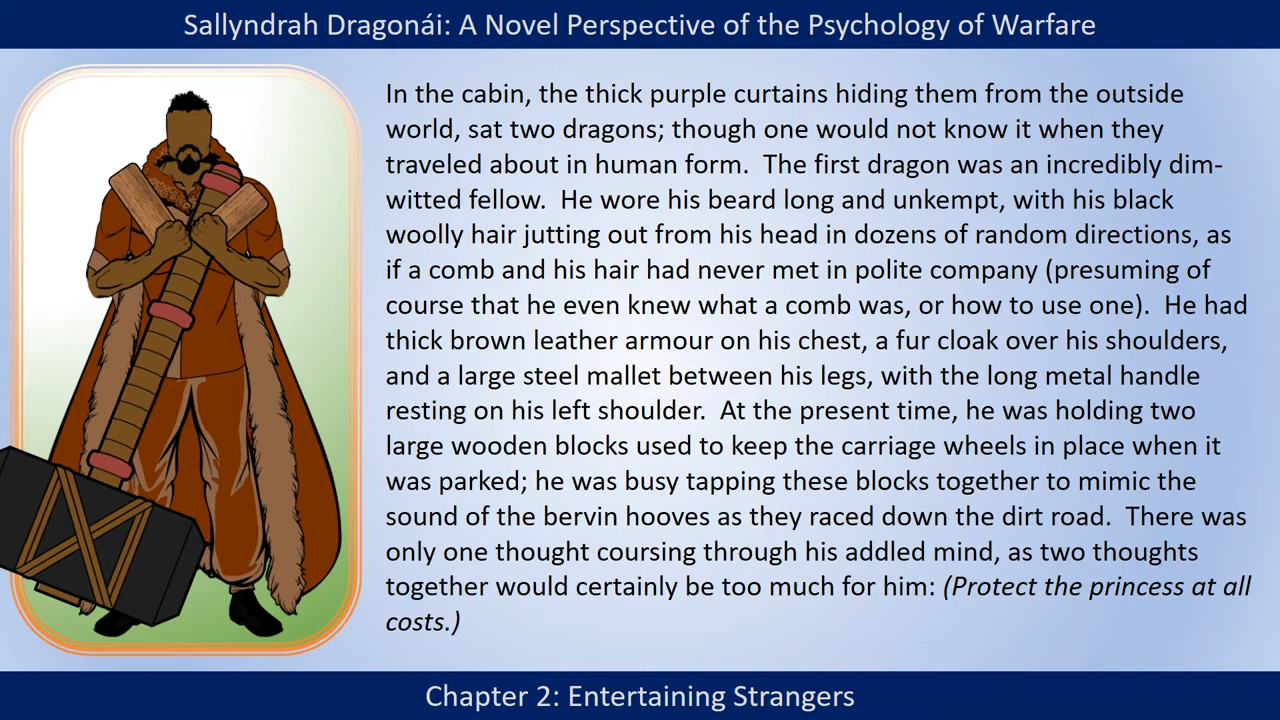 Sallyndrah Dragonái: A Novel Perspective of the Psychology of Warfare
In the cabin, the thick purple curtains hiding them from the outside
world, sat two dragons; though one would not know it when they
traveled about in human form.  The first dragon was an incredibly dim-
witted fellow.  He wore his beard long and unkempt, with his black
woolly hair jutting out from his head in dozens of random directions, as
if a comb and his hair had never met in polite company (presuming of
course that he even knew what a comb was, or how to use one).  He had
thick brown leather armour on his chest, a fur cloak over his shoulders,
and a large steel mallet between his legs, with the long metal handle
resting on his left shoulder.  At the present time, he was holding two
large wooden blocks used to keep the carriage wheels in place when it
was parked; he was busy tapping these blocks together to mimic the
sound of the bervin hooves as they raced down the dirt road.  There was
only one thought coursing through his addled mind, as two thoughts
together would certainly be too much for him: (Protect the princess at all
costs.)
Chapter 2: Entertaining Strangers